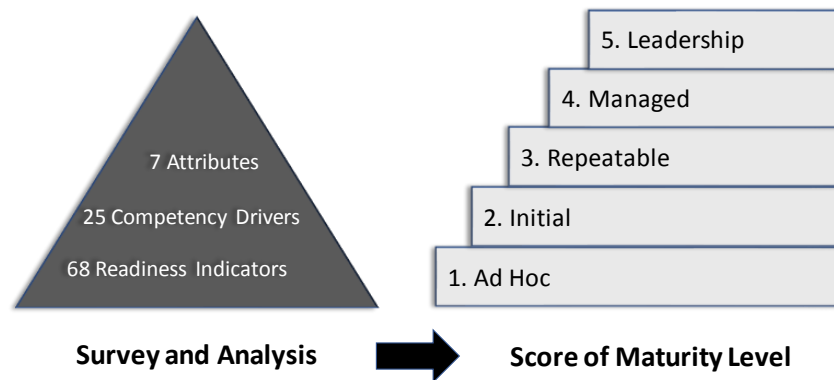 7 Attributes
25 Competency Drivers
68 Readiness Indicators
Survey and Analysis
5. Leadership
4. Managed
3. Repeatable
2. Initial
1. Ad Hoc
Score of Maturity Level